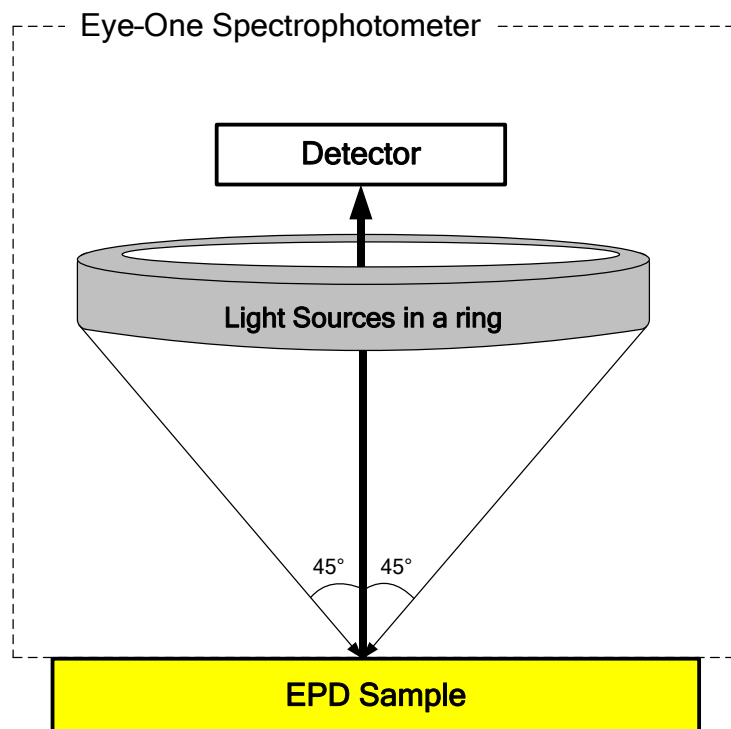 Eye-One Spectrophotometer
Detector
Light Sources in a ring
45° 45°
EPD Sample